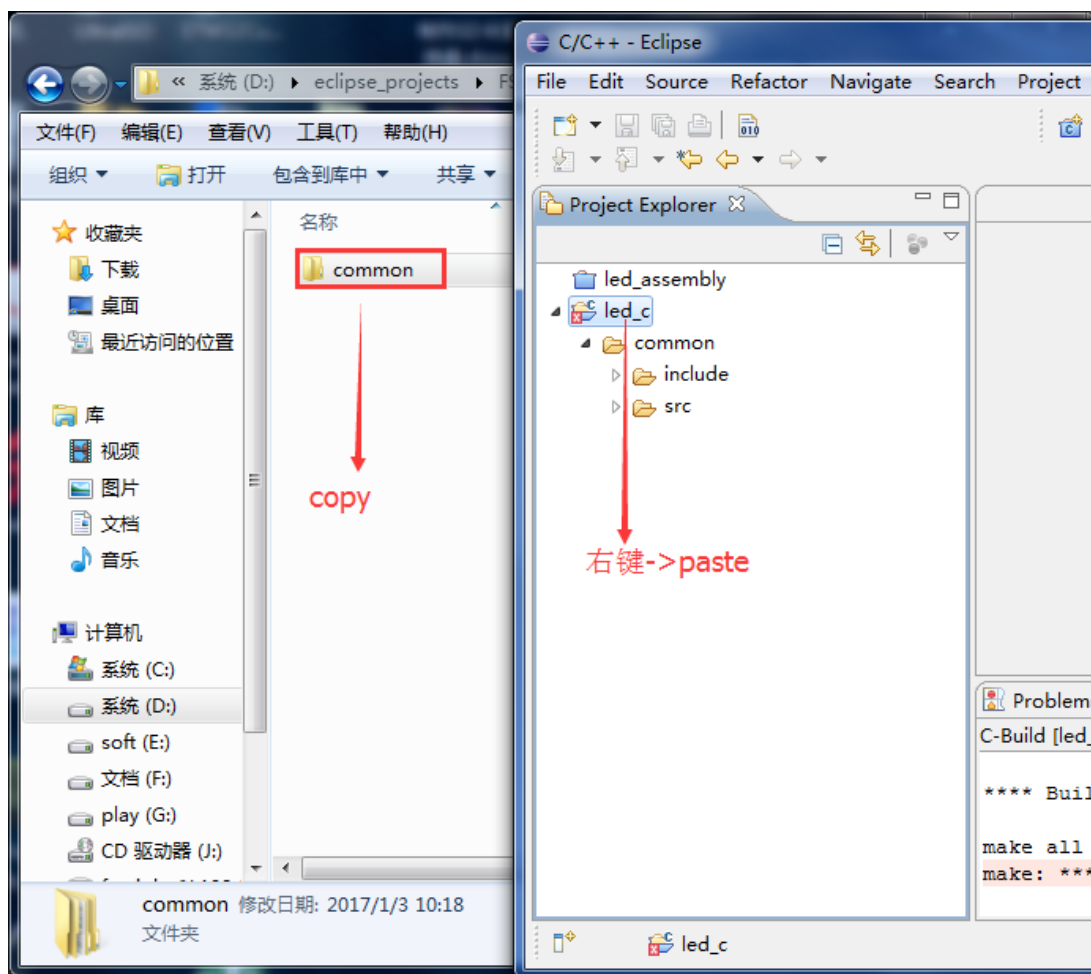 系统 (D:) eclipse_projects
文件(F) 编辑(E) 查看(V) 工具(T) 帮助(H)
组织 打开 包含到库中 共享
收藏夹
下载
桌面
最近访问的位置
库
视频
图片
文档
音乐
计算机
系统 (C:)
系统 (D:)
soft (E:)
文档 (F:)
play (G:)
CD 驱动器 (J:)
名称
common
copy
common 修改日期: 2017/1/3 10:18
文件夹
C/C++ - Eclipse
File Edit Source Refactor Navigate Search Project
Project Explorer
led_assembly
led_c
common
include
src
右键->paste
Problem
C-Build [led_
**** Buil
make all
make: ***
led_c